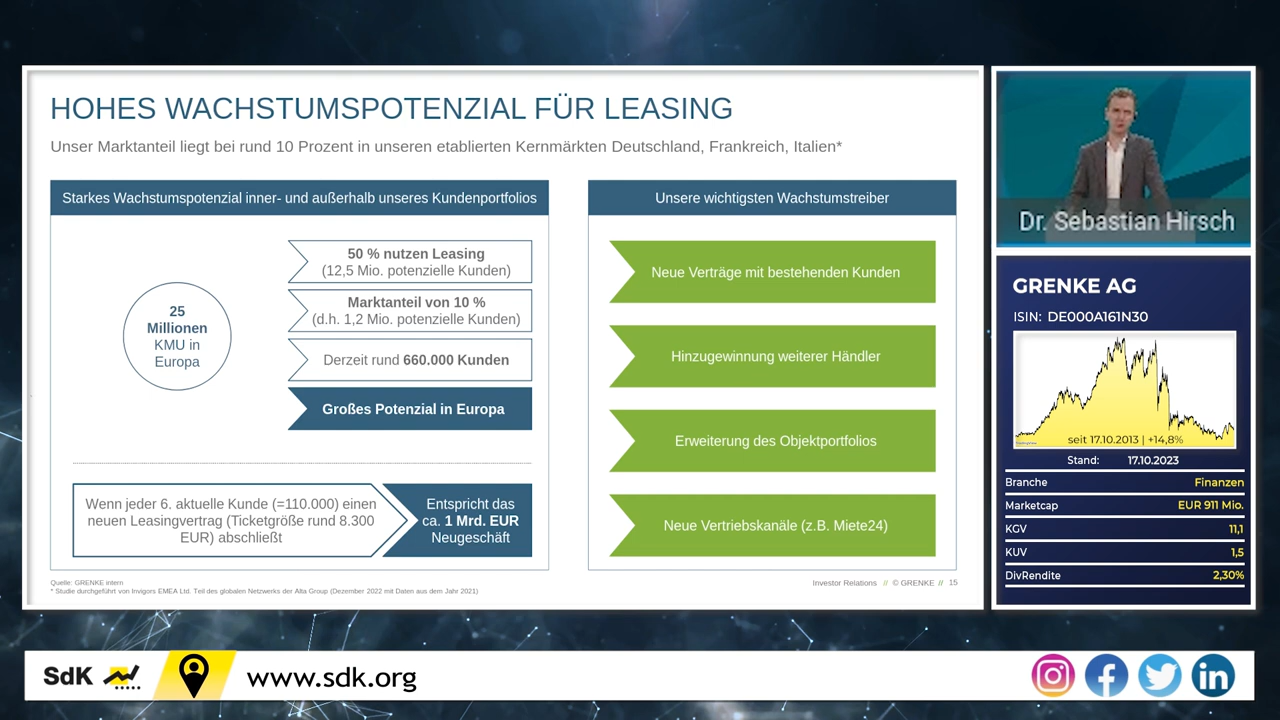 HOHES WACHSTUMSPOTENZIAL FÜR LEASING
Unser Marktanteil liegt bei rund 10 Prozent in unseren etablierten Kernmärkten Deutschland, Frankreich, Italien*
Starkes Wachstumspotenzial inner- und außerhalb unseres Kundenportfolios
25
Millionen
KMU in
Europa
50 % nutzen Leasing
(12,5 Mio. potenzielle Kunden)
Marktanteil von 10 %
(d.h. 1,2 Mio. potenzielle Kunden)
Derzeit rund 660.000 Kunden
Großes Potenzial in Europa
Wenn jeder 6. aktuelle Kunde (=110.000) einen
neuen Leasingvertrag (Ticketgröße rund 8.300
EUR) abschließt
Entspricht das
ca. 1 Mrd. EUR
Neugeschäft
Unsere wichtigsten Wachstumstreiber
Neue Verträge mit bestehenden Kunden
Hinzugewinnung weiterer Händler
Erweiterung des Objektportfolios
Neue Vertriebskanäle (z.B. Miete24)
Quelle: GRENKE intern
* Studie durchgeführt von Invigors EMEA Ltd. Teil des globalen Netzwerks der Alta Group (Dezember 2022 mit Daten aus dem Jahr 2021)
Investor Relations // © GRENKE // 15
Dr. Sebastian Hirsch
GRENKE AG
ISIN: DE000A161N30
seit 17.10.2013 | +14,8%
Stand: 17.10.2023
Branche Finanzen
Marketcap EUR 911 Mio.
KGV 11,1
KUV 1,5
DivRendite 2,30%
SdK
www.sdk.org